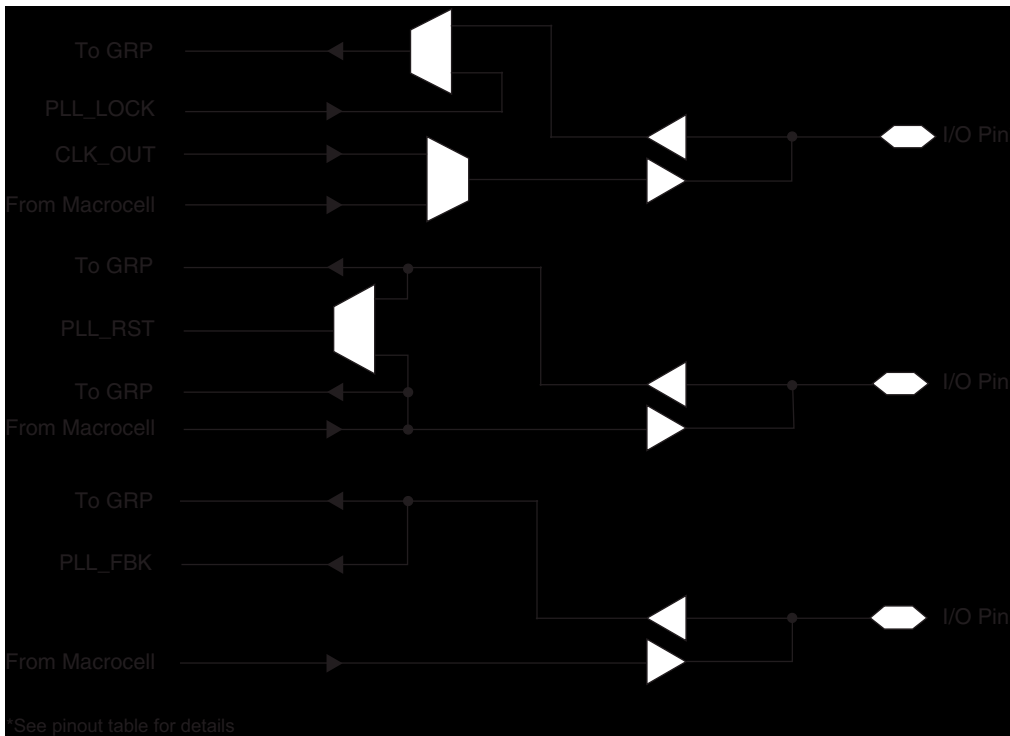 To GRP
PLL_LOCK
I/O Pin
CLK_OUT
From Macrocell
To GRP
PLL_RST
I/O Pin
To GRP
From Macrocell
To GRP
PLL_FBK
I/O Pin
From Macrocell
*See pinout table for details